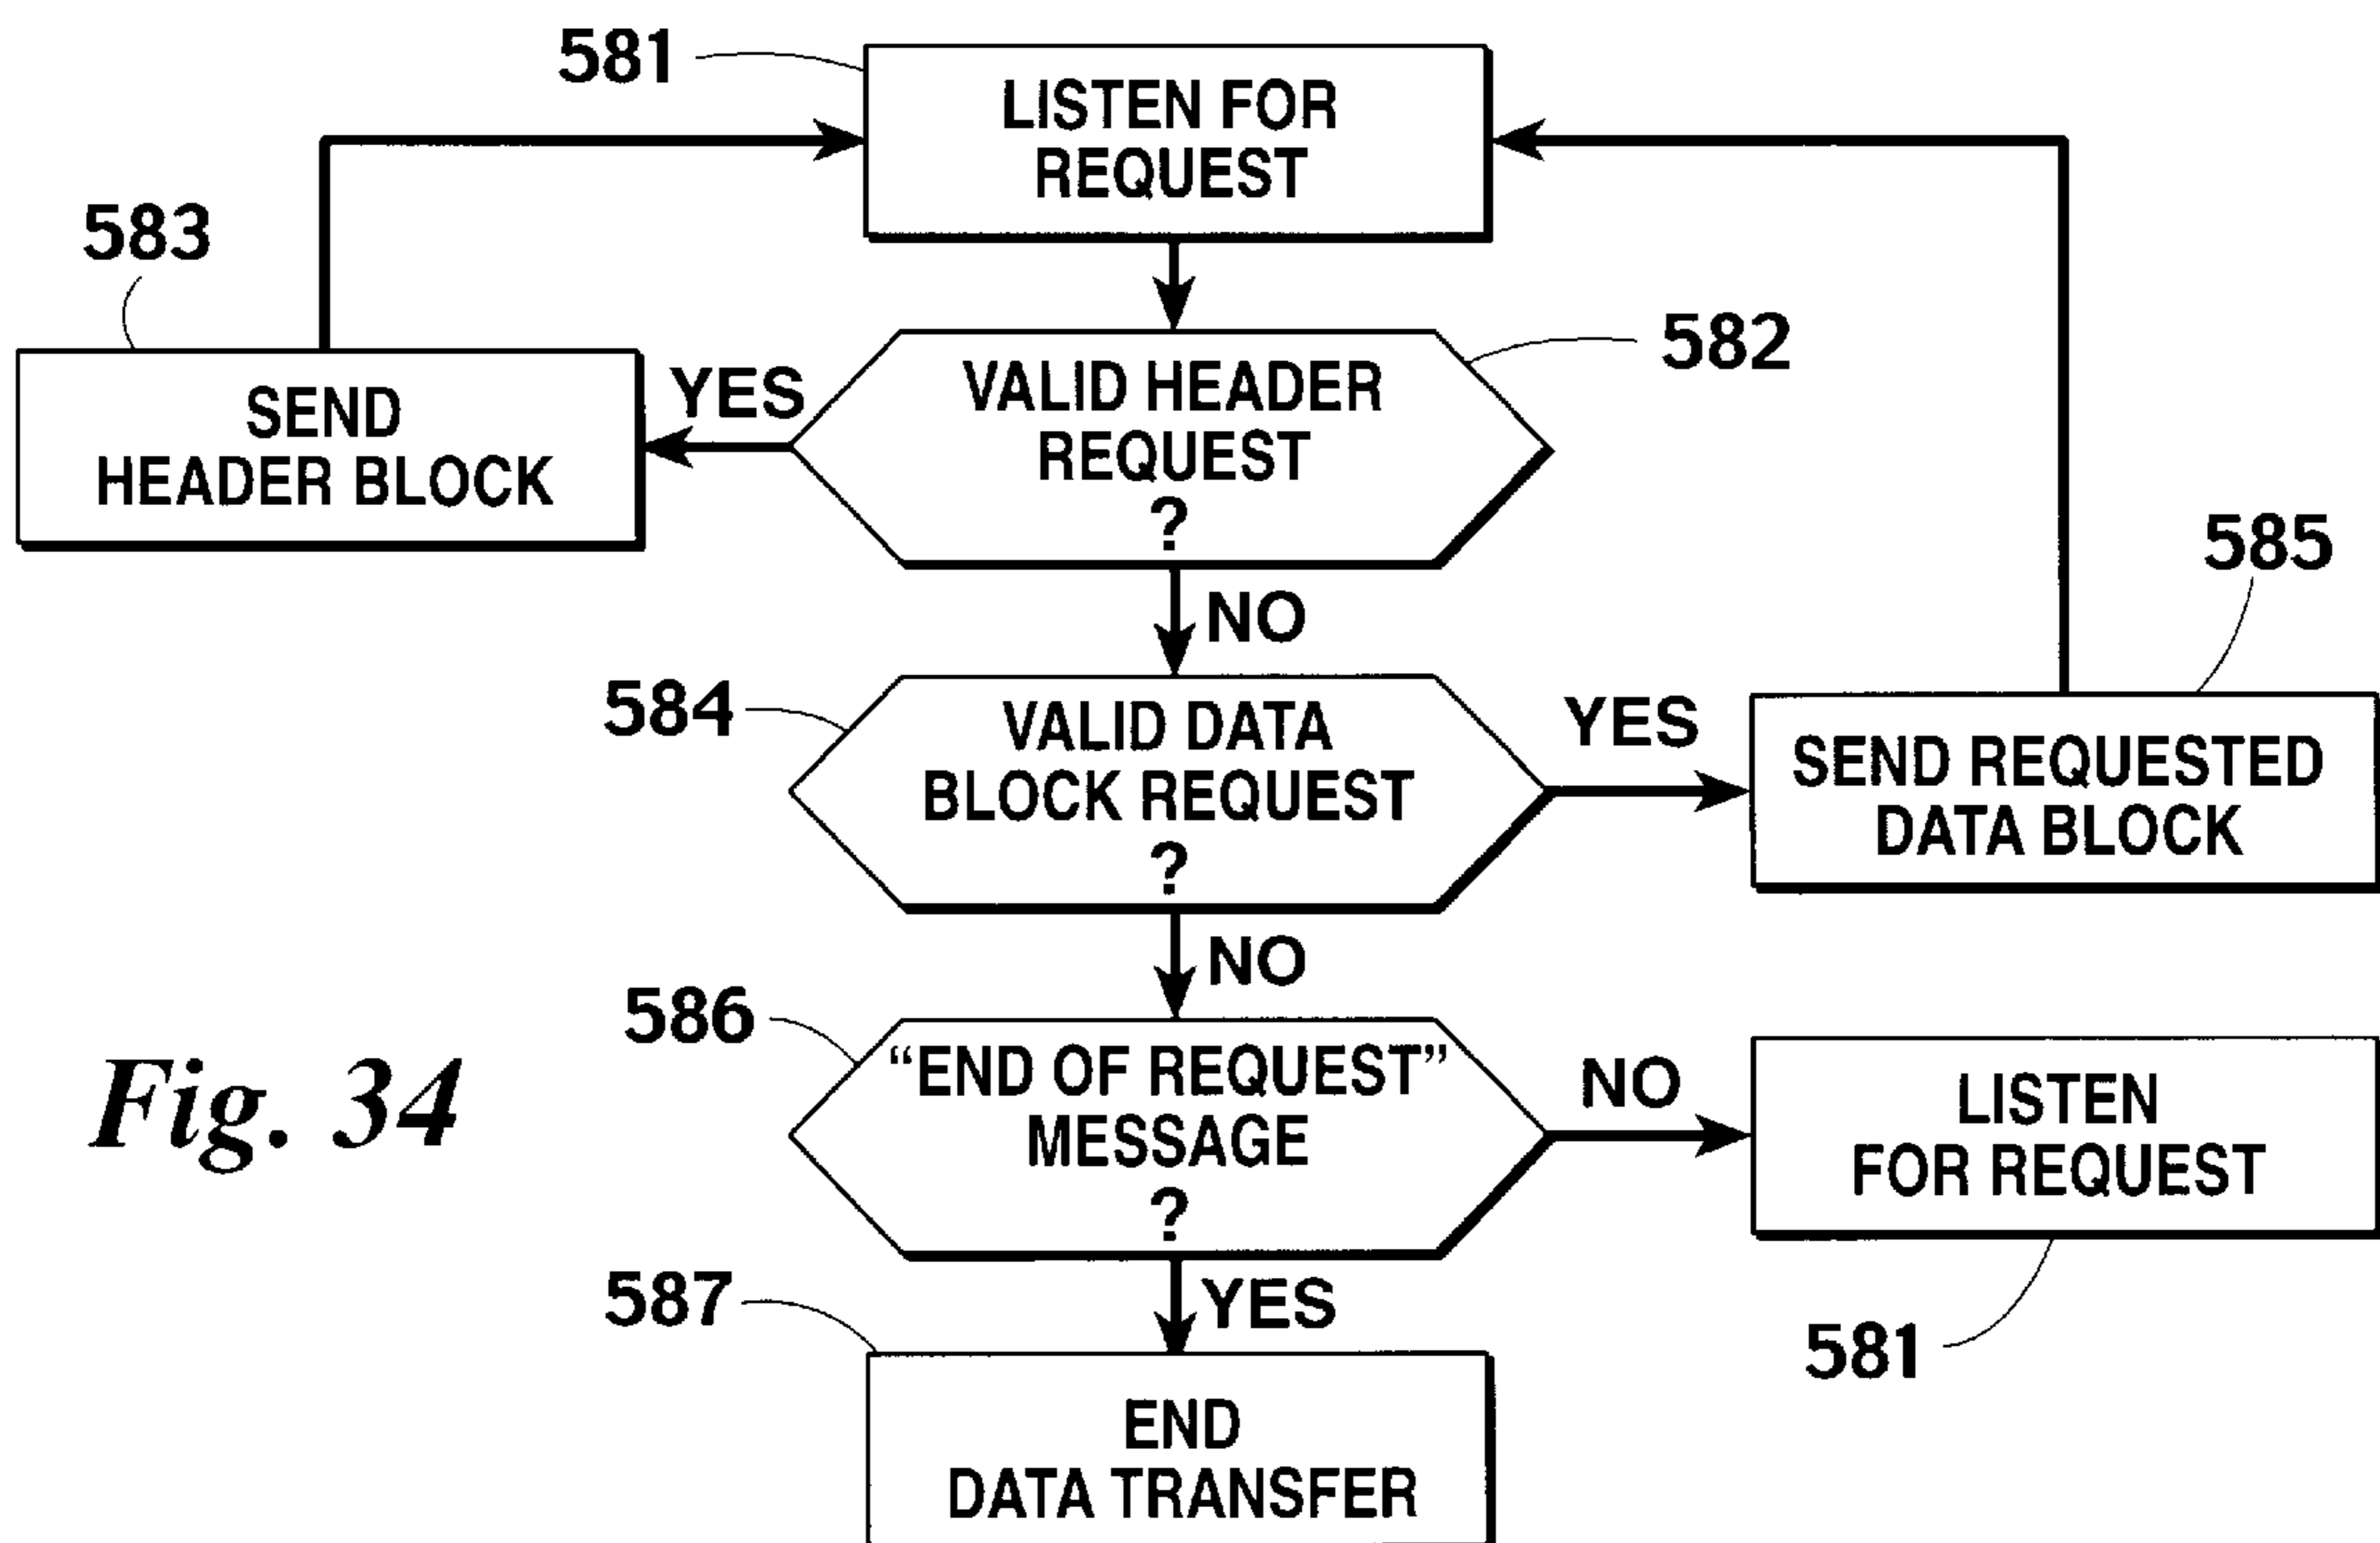 581
LISTEN FOR
REQUEST
583
582
YES
SEND
HEADER BLOCK
VALID HEADER
REQUEST
?
585
NO
584
VALID DATA
BLOCK REQUEST
?
YES
SEND REQUESTED
DATA BLOCK
NO
586
“END OF REQUEST”
MESSAGE
?
NO
LISTEN
FOR REQUEST
Fig. 34
587
YES
581
END
DATA TRANSFER